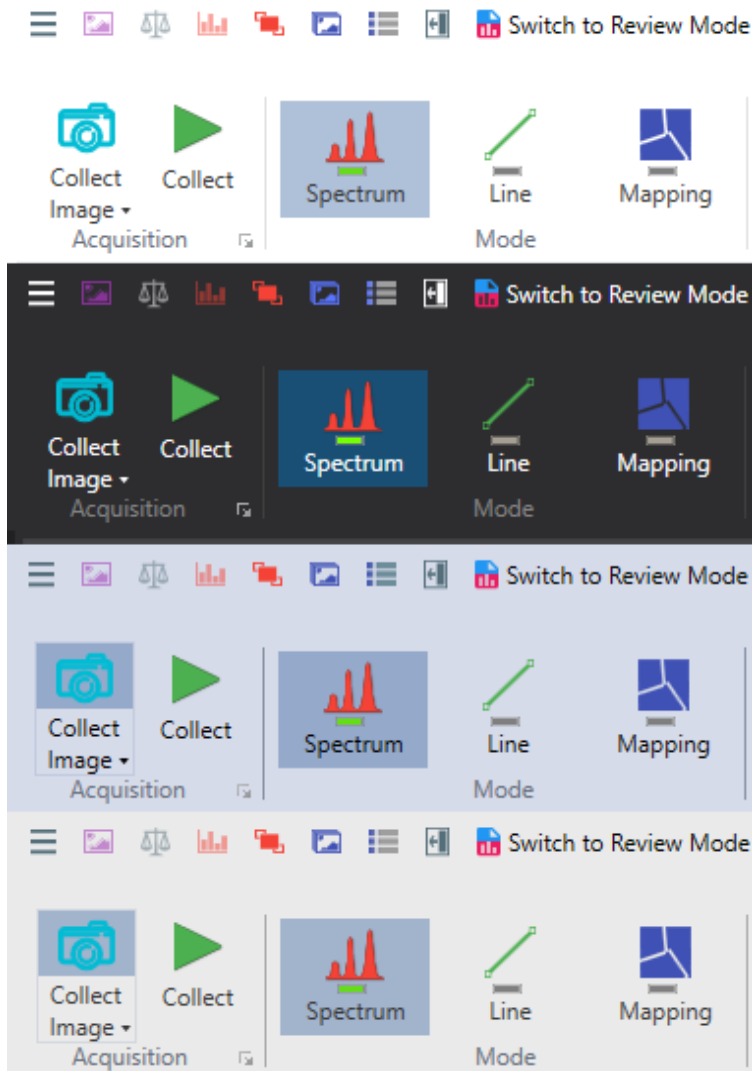 Switch to Review Mode
Collect
Image
Collect
Spectrum
Line
Mapping
Acquisition
Mode
Switch to Review Mode
Collect
Image
Collect
Spectrum
Line
Mapping
Acquisition
Mode
Switch to Review Mode
Collect
Image
Collect
Spectrum
Line
Mapping
Acquisition
Mode
Switch to Review Mode
Collect
Image
Collect
Spectrum
Line
Mapping
Acquisition
Mode